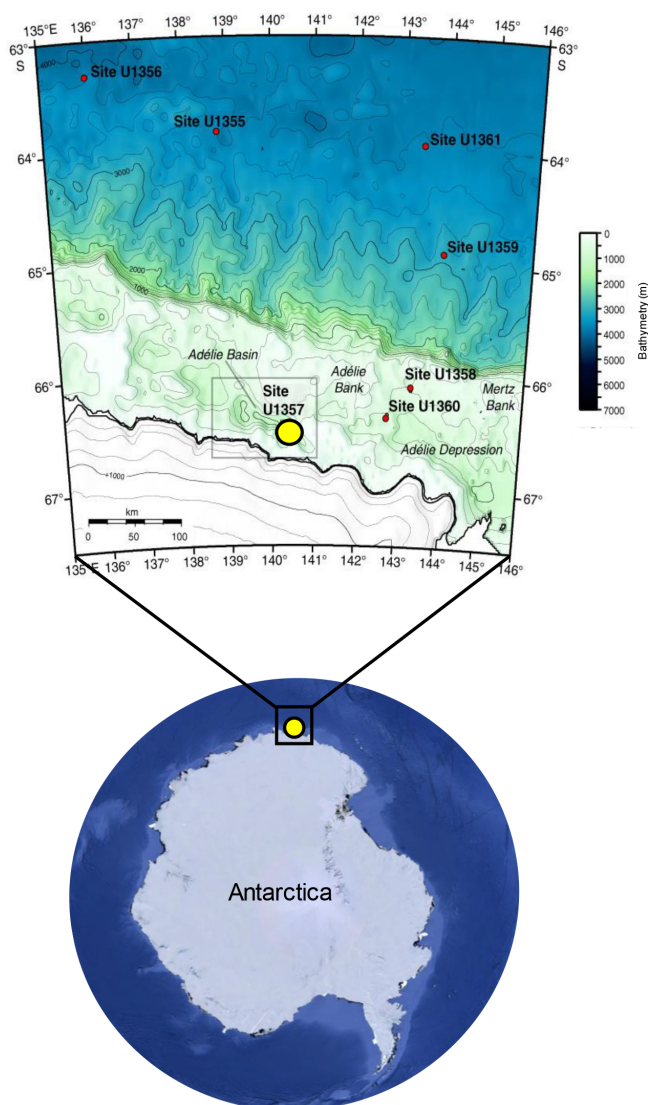 135°E 136° 137° 138° 139° 140° 141° 142° 143° 144° 145° 146°
63°
S
63°
S
4000
Site U1356
Site U1355
Site U1361
64°
64°
3000
Site U1359
65°
65°
2000
1000
Adélie Basin
Adélie
Bank
Site
U1357
Site U1358
Site U1360
Mertz
Bank
66°
66°
Adélie Depression
+1000
67°
67°
km
0 50 100
135°E 136° 137° 138° 139° 140° 141° 142° 143° 144° 145° 146°
0
1000
2000
3000
4000
5000
6000
7000
Bathymetry (m)
Antarctica